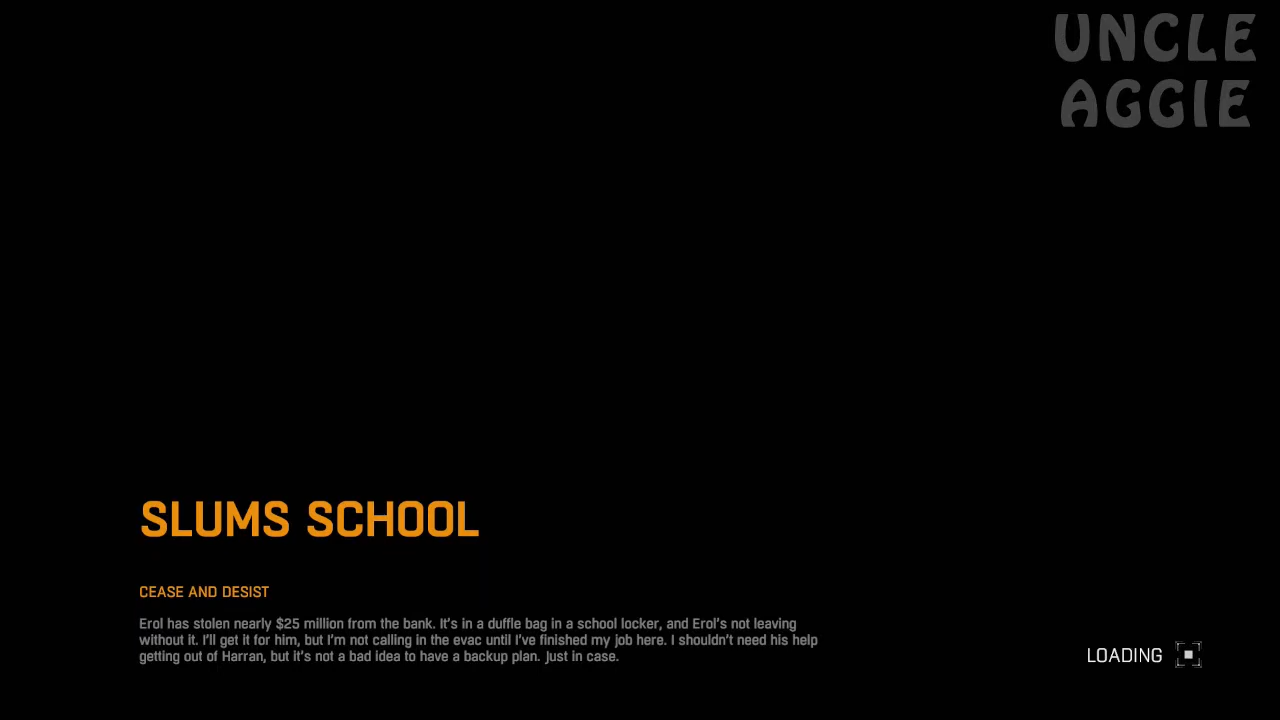 UNCLE
AGGIE
SLUMS SCHOOL
CEASE AND DESIST
Erol has stolen nearly $25 million from the bank. It's in a duffle bag in a school locker, and Erol's not leaving
without it. I'll get it for him, but I'm not calling in the evac until I've finished my job here. I shouldn't need his help
getting out of Harran, but it's not a bad idea to have a backup plan. Just in case.
LOADING